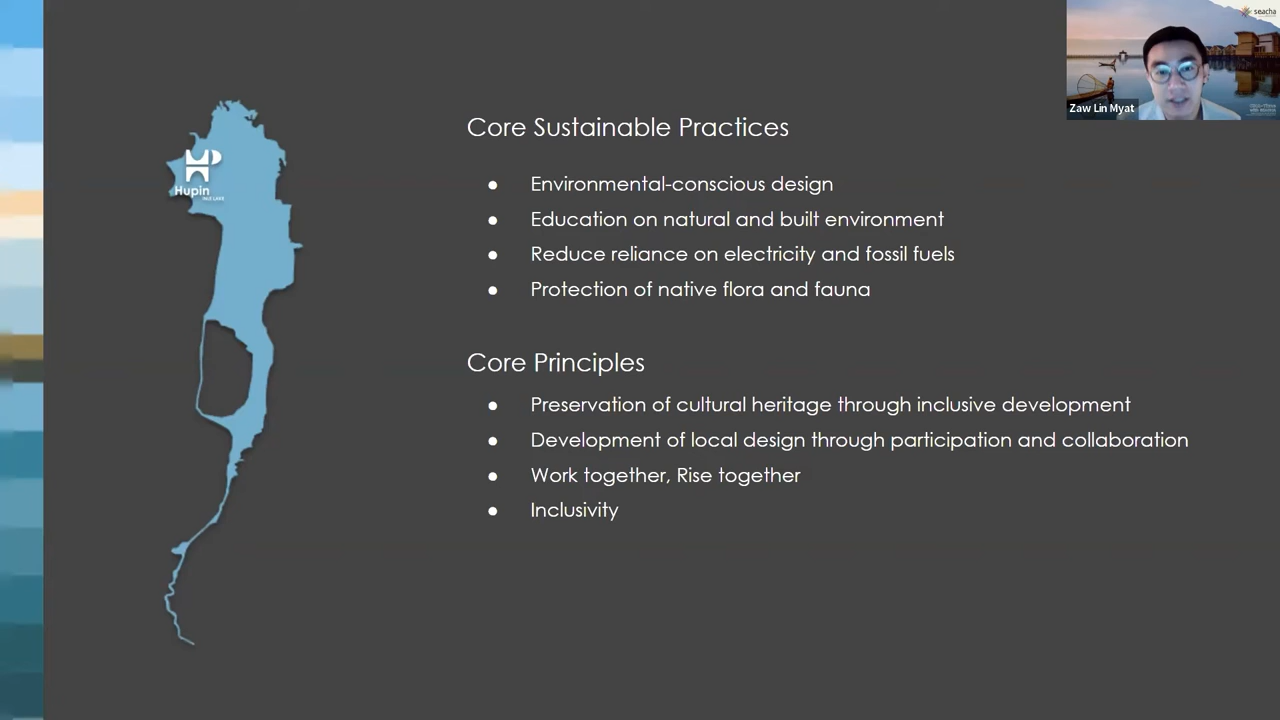 seacha
Zaw Lin Myat
Hupin
INLE LAKE
Core Sustainable Practices
● Environmental-conscious design
● Education on natural and built environment
● Reduce reliance on electricity and fossil fuels
● Protection of native flora and fauna
Core Principles
● Preservation of cultural heritage through inclusive development
● Development of local design through participation and collaboration
● Work together, Rise together
● Inclusivity